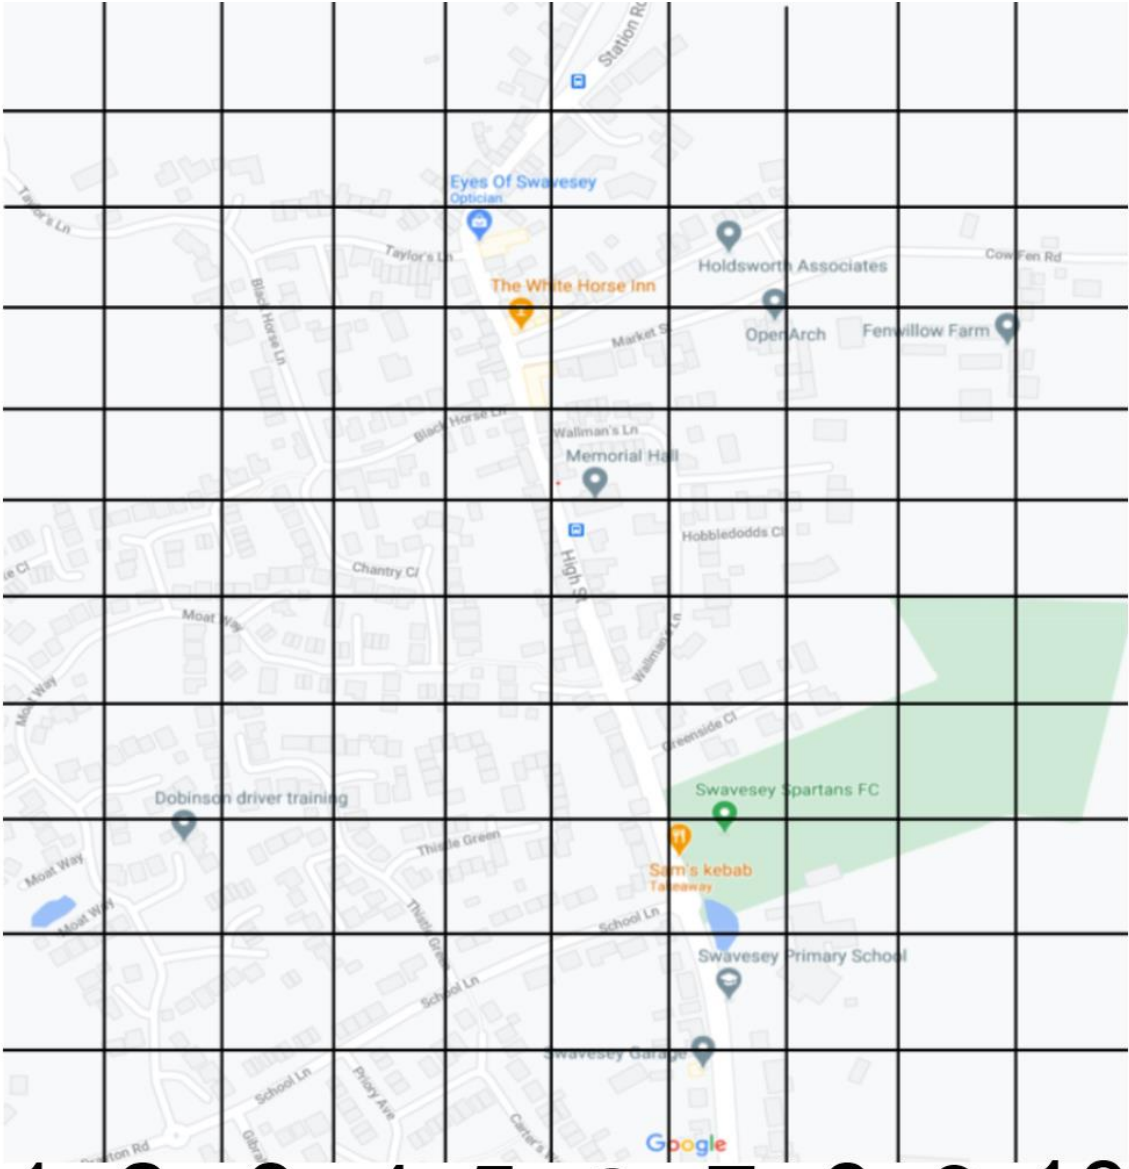 Station Rd
Eyes Of Swavesey
Optician
Taylor's Ln
Taylor's Ln
Cow Fen Rd
Holdsworth Associates
The White Horse Inn
Black Horse Ln
Market St
OpenArch
Fenwillow Farm
Black Horse Ln
Wallman's Ln
Memorial Hall
Hobbledodds Cl
High St
Chantry Cl
Moat Way
Wallman's Ln
Moat Way
Greenside Cl
Swavesey Spartans FC
Dobinson driver training
Thistle Green
Moat Way
Sam's kebab
Takeaway
Moat Way
School Ln
Thistle Green
Swavesey Primary School
School Ln
Swavesey Garage
School Ln
Priory Ave
Carter's
Google